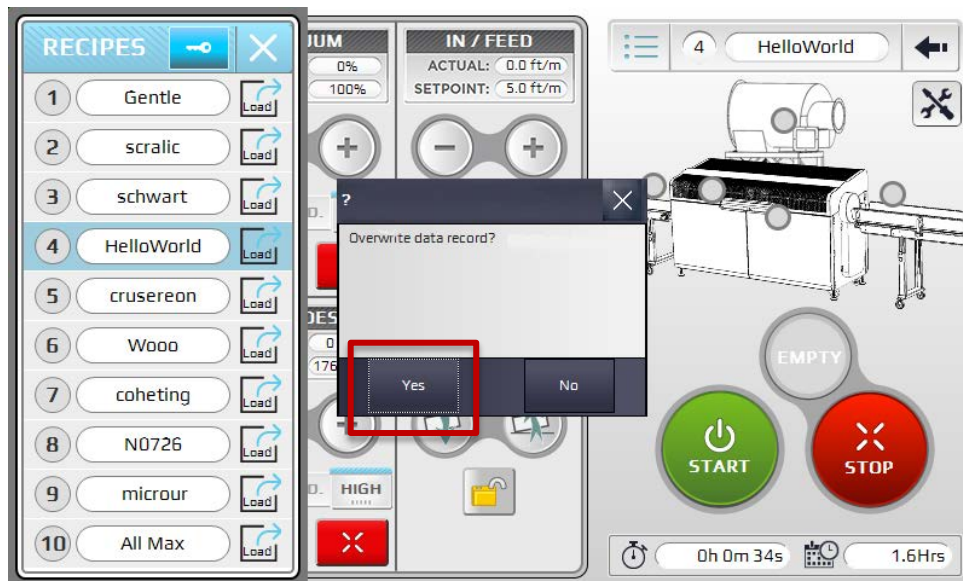 RECIPES
1 Gentle Load
2 scralic Load
3 schwart Load
4 HelloWorld Load
5 crusereon Load
6 Wooo Load
7 coheting Load
8 N0726 Load
9 microur Load
10 All Max Load
UUM
0%
100%
D.
DES
0
176
D. HIGH
IN / FEED
ACTUAL: 0.0 ft/m
SETPOINT: 5.0 ft/m
?
Overwrite data record?
Yes No
4 HelloWorld
EMPTY
START
STOP
0h 0m 34s 1.6Hrs